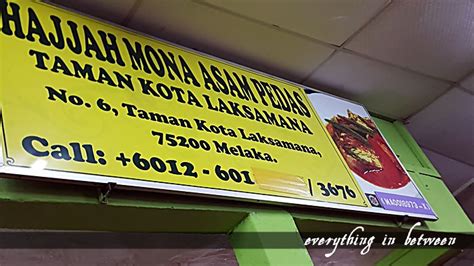 HAJJAH MONA ASAM PEDAS
TAMAN KOTA LAKSAMANA
No. 6, Taman Kota Laksamana,
75200 Melaka.
Call: +6012 - 601 / 3676
everything in between